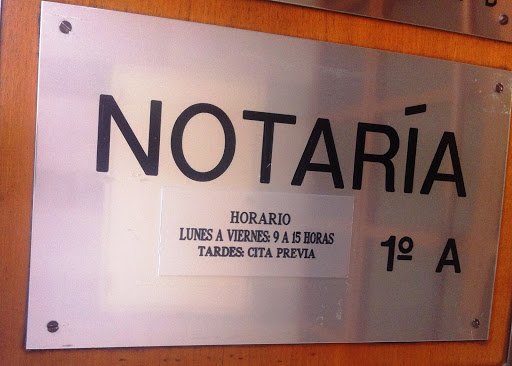 NOTARÍA
HORARIO
LUNES A VIERNES: 9 A 15 HORAS
TARDES: CITA PREVIA
1º A